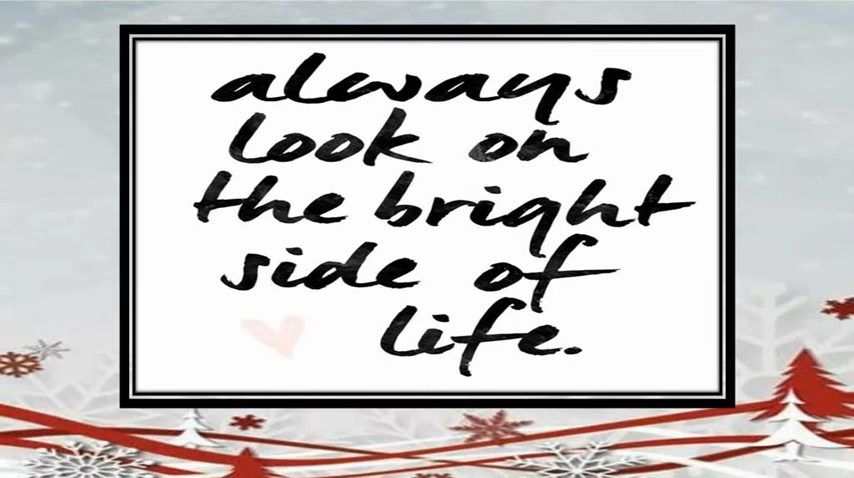 always
look on
the bright
side of
life.